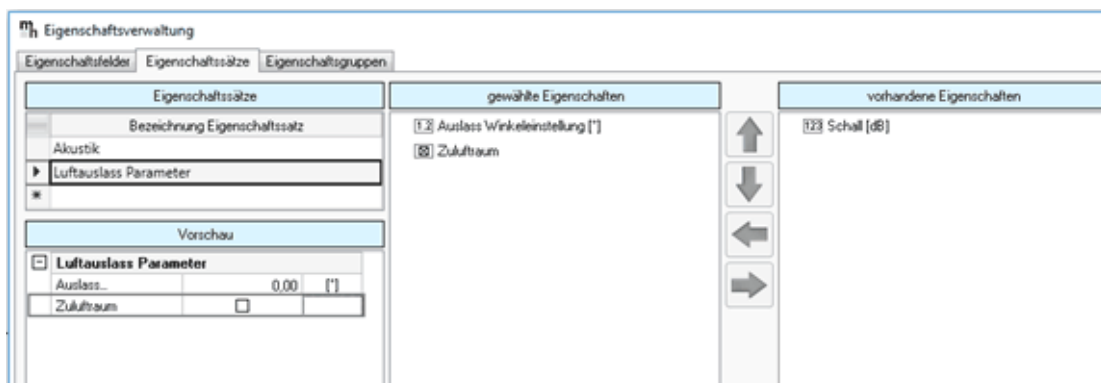 mh Eigenschaftsverwaltung
Eigenschaftsfelder Eigenschaftssätze Eigenschaftsgruppen
Eigenschaftssätze
Bezeichnung Eigenschaftssatz
Akustik
Luftauslass Parameter
Vorschau
Luftauslass Parameter
Auslass... 0,00 [°]
Zuluftraum
gewählte Eigenschaften
1.2 Auslass Winkeleinstellung [°]
Zuluftraum
vorhandene Eigenschaften
123 Schall [dB]